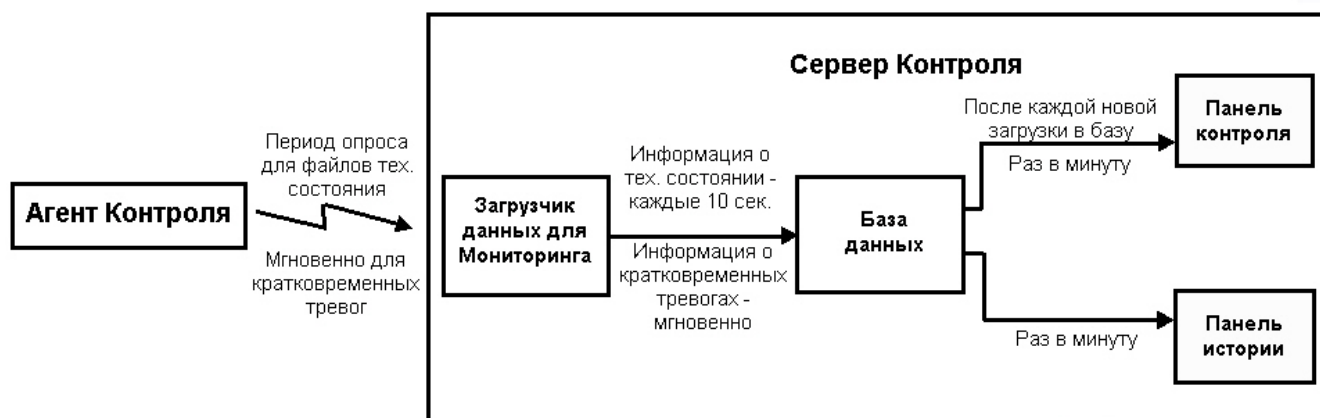 Сервер Контроля
Агент Контроля
Период опроса
для файлов тех.
состояния
Мгновенно для
кратковременных
тревог
Загрузчик
данных для
Мониторинга
Информация о
тех. состоянии -
каждые 10 сек.
Информация о
кратковременных
тревогах -
мгновенно
База
данных
После каждой новой
загрузки в базу
Раз в минуту
Панель
контроля
Раз в минуту
Панель
истории